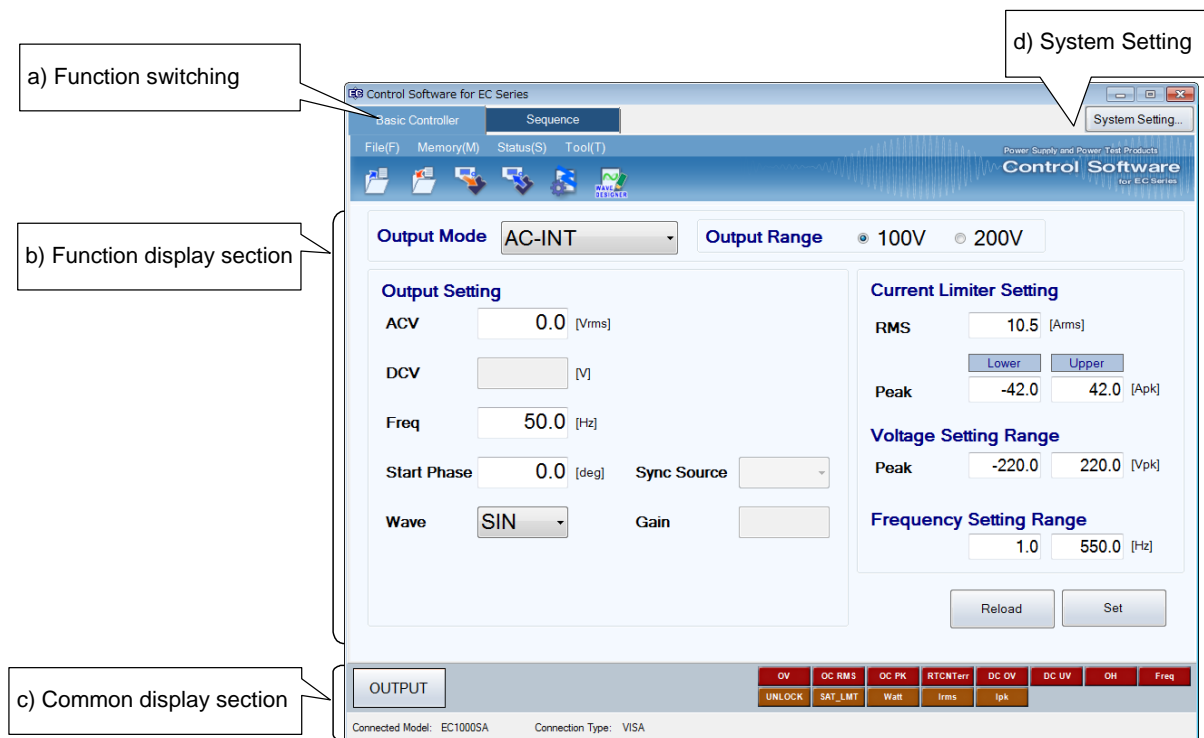 d) System Setting
a) Function switching
Control Software for EC Series
Basic Controller Sequence System Setting...
File(F) Memory(M) Status(S) Tool(T)
Power Supply and Power Test Products
Control Software
for EC Series
WAVE
DESIGNER
b) Function display section
Output Mode AC-INT Output Range 100V 200V
Output Setting Current Limiter Setting
ACV 0.0 [Vrms] RMS 10.5 [Arms]
Lower Upper
DCV [V] Peak -42.0 42.0 [Apk]
Freq 50.0 [Hz] Voltage Setting Range
Start Phase 0.0 [deg] Sync Source Peak -220.0 220.0 [Vpk]
Wave SIN Gain Frequency Setting Range
1.0 550.0 [Hz]
Reload Set
c) Common display section
OUTPUT
OV OC RMS OC PK RTCNTerr DC OV DC UV OH Freq
UNLOCK SAT_LMT Watt Irms Ipk
Connected Model: EC1000SA Connection Type: VISA